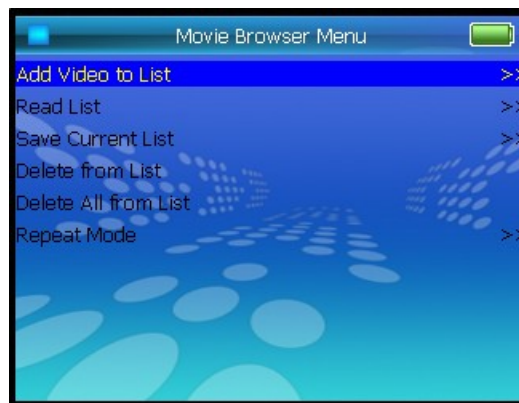 Movie Browser Menu
Add Video to List >>
Read List >>
Save Current List >>
Delete from List
Delete All from List
Repeat Mode >>